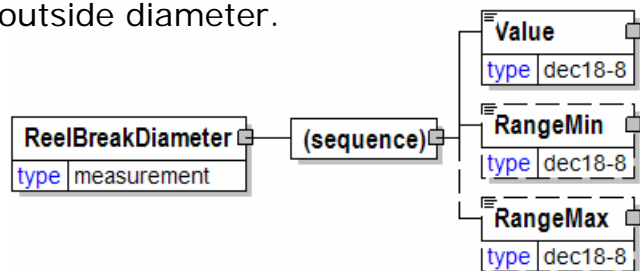 outside diameter.
Value
type dec18-8
ReelBreakDiameter
type measurement
(sequence)
RangeMin
type dec18-8
RangeMax
type dec18-8